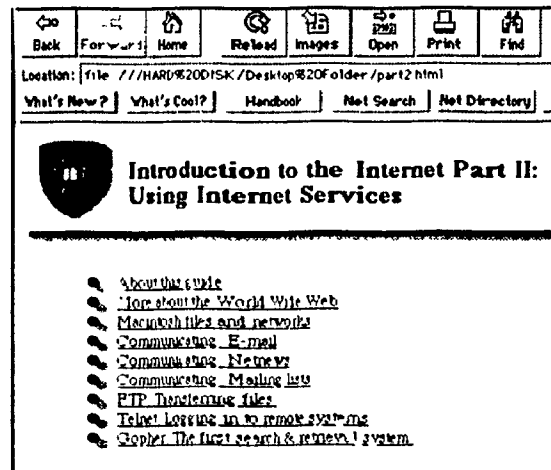 Back Forward Home Reload Images Open Print Find
Location: file ///HARD%20DISK/Desktop%20Folder/part2 html
What's New? What's Cool? Handbook Net Search Net Directory
Introduction to the Internet Part II:
Using Internet Services
About this guide
More about the World Wide Web
Macintosh files and networks
Communicating E-mail
Communicating Netnews
Communicating Mailing lists
FTP Transferring files
Telnet Logging in to remote systems
Gopher The first search & retrieval system